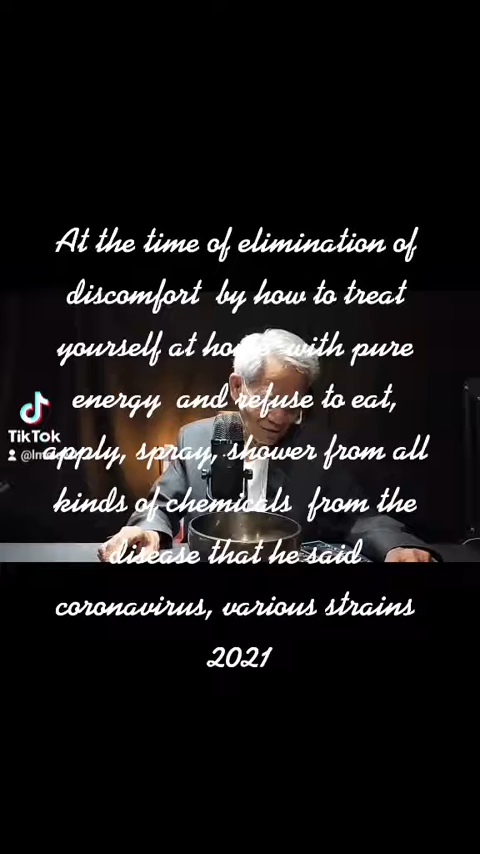 At the time of elimination of
discomfort by how to treat
yourself at home with pure
energy and refuse to eat,
apply, spray, shower from all
kinds of chemicals from the
disease that he said
coronavirus, various strains
2021
TikTok